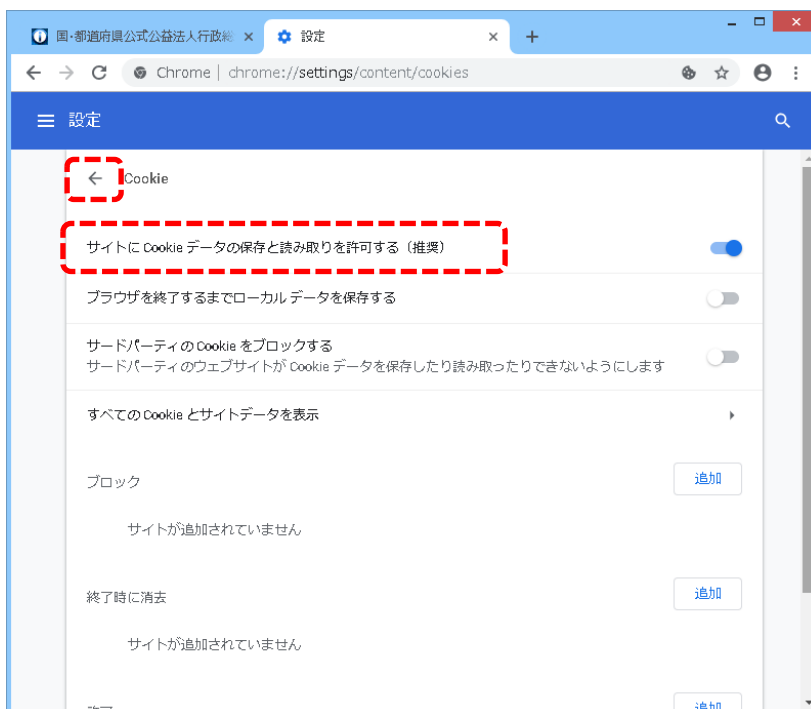 国・都道府県公式公益法人行政総
設定
Chrome | chrome://settings/content/cookies
設定
Cookie
サイトに Cookie データの保存と読み取りを許可する（推奨）
ブラウザを終了するまでローカル データを保存する
サードパーティの Cookie をブロックする
サードパーティのウェブサイトが Cookie データを保存したり読み取ったりできないようにします
すべての Cookie とサイトデータを表示
ブロック
追加
サイトが追加されていません
終了時に消去
追加
サイトが追加されていません
追加